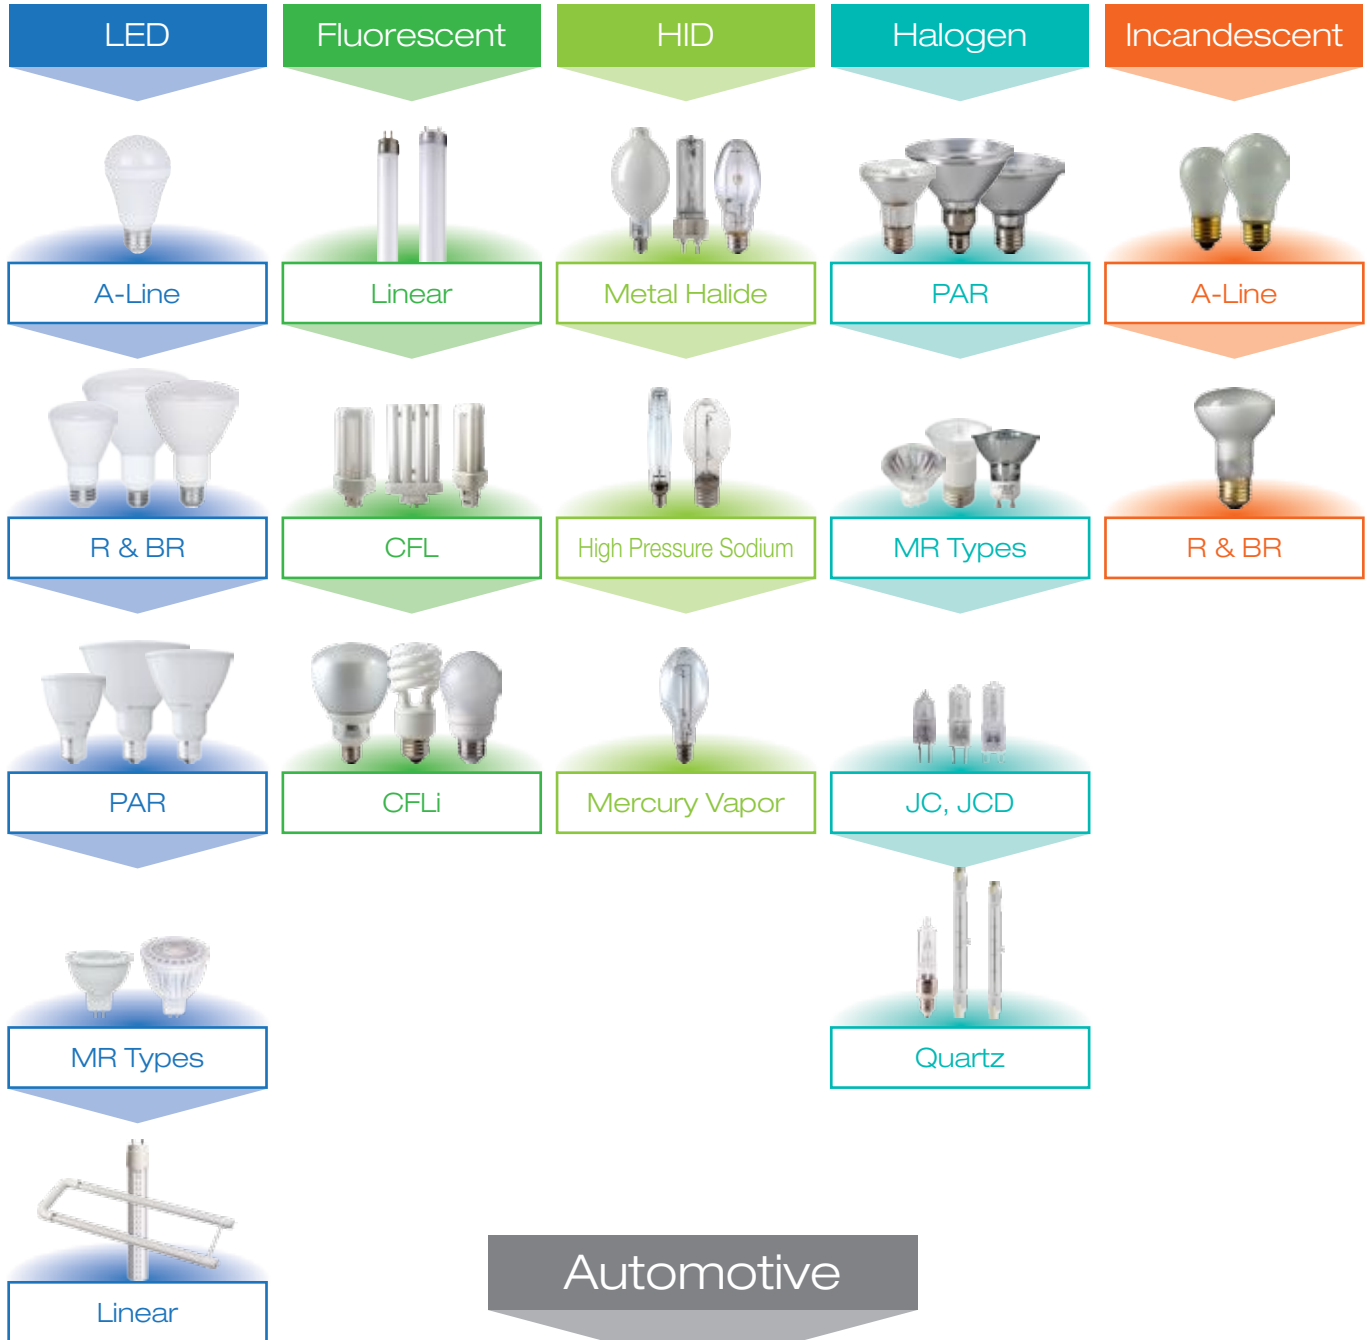 LED
Fluorescent
HID
Halogen
Incandescent
A-Line
Linear
Metal Halide
PAR
A-Line
R & BR
CFL
High Pressure Sodium
MR Types
R & BR
PAR
CFLi
Mercury Vapor
JC, JCD
MR Types
Quartz
Linear
Automotive